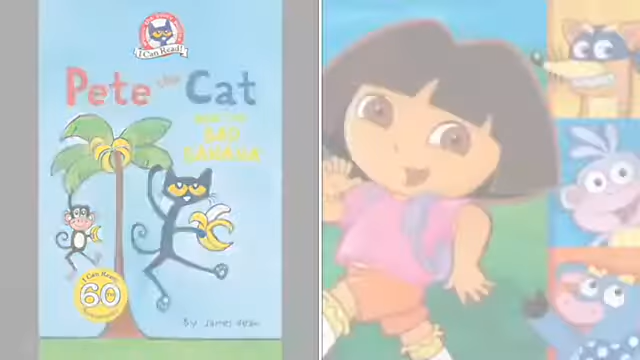 I Can Read!
Pete the Cat
AND THE
BAD
BANANA
I Can Read!
60
By James Dean